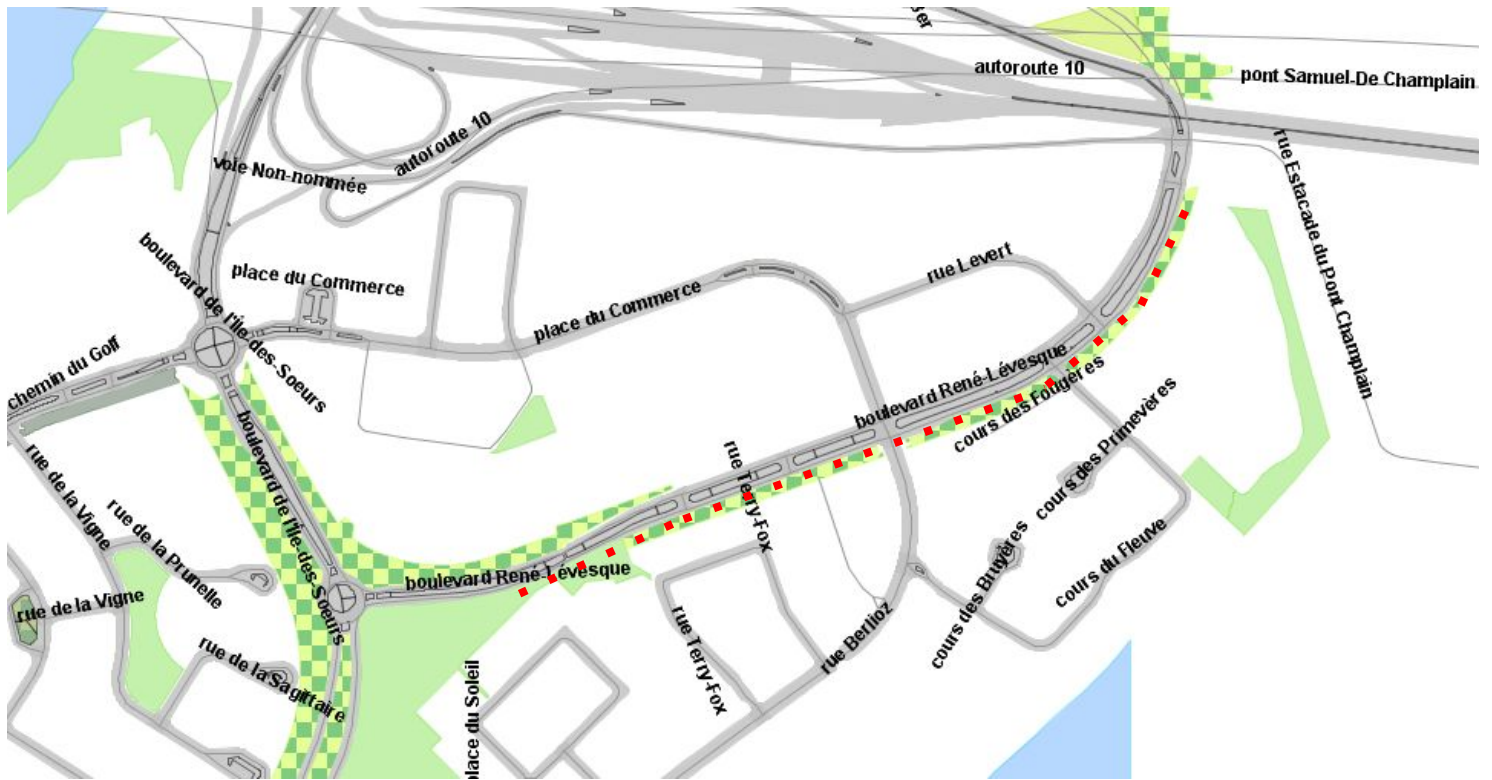 ger
autoroute 10
pont Samuel-De Champlain
autoroute 10
voie Non-nommée
rue Estacade du Pont Champlain
boulevard de l'Île-des-Soeurs
place du Commerce
rue Levert
place du Commerce
chemin du Golf
boulevard René-Lévesque
cours des Fougères
cours des Primevères
rue de la Vigne
boulevard de l'Île-des-Soeurs
rue Terry-Fox
rue de la Prunelle
boulevard René-Lévesque
cours des Bruyères
cours du Fleuve
rue de la Vigne
rue Terry-Fox
rue Berlioz
rue de la Sagittaire
place du Soleil